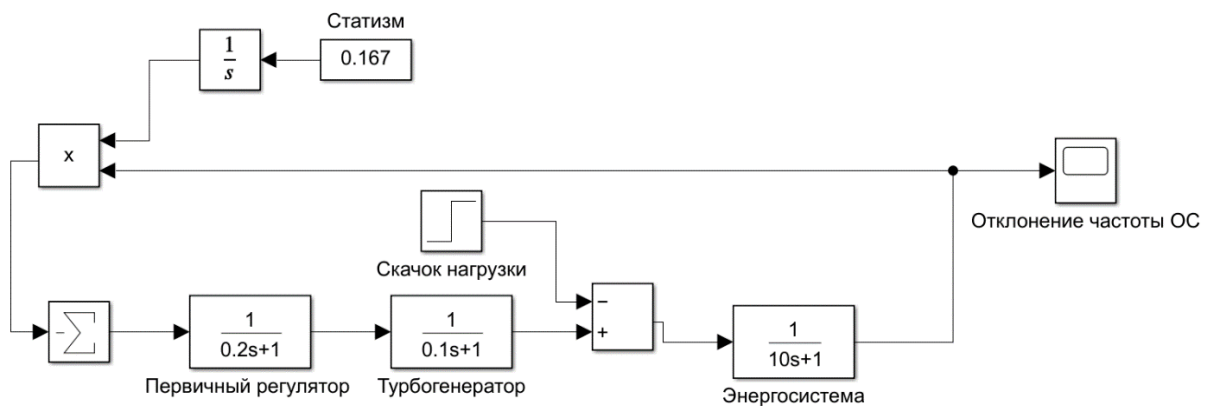 Статизм
1
s
0.167
x
Отклонение частоты ОС
Скачок нагрузки
−
+
−
1
0.2s+1
1
0.1s+1
1
10s+1
Первичный регулятор
Турбогенератор
Энергосистема